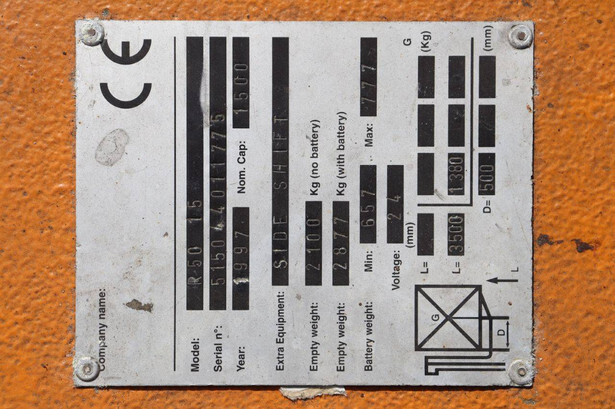 CE
Company name:
Model: R50 15
Serial n°: 515044011775
Year: 1997 Nom. Cap: 1500
Extra Equipment: SIDE SHIFT
Empty weight: 2100 Kg (no battery)
Empty weight: 2877 Kg (with battery)
Battery weight: Min: 657 Max: 777
Voltage: 24
(mm) G (Kg)
L=
L= 3500 1380
D= 500 (mm)
G
D
L